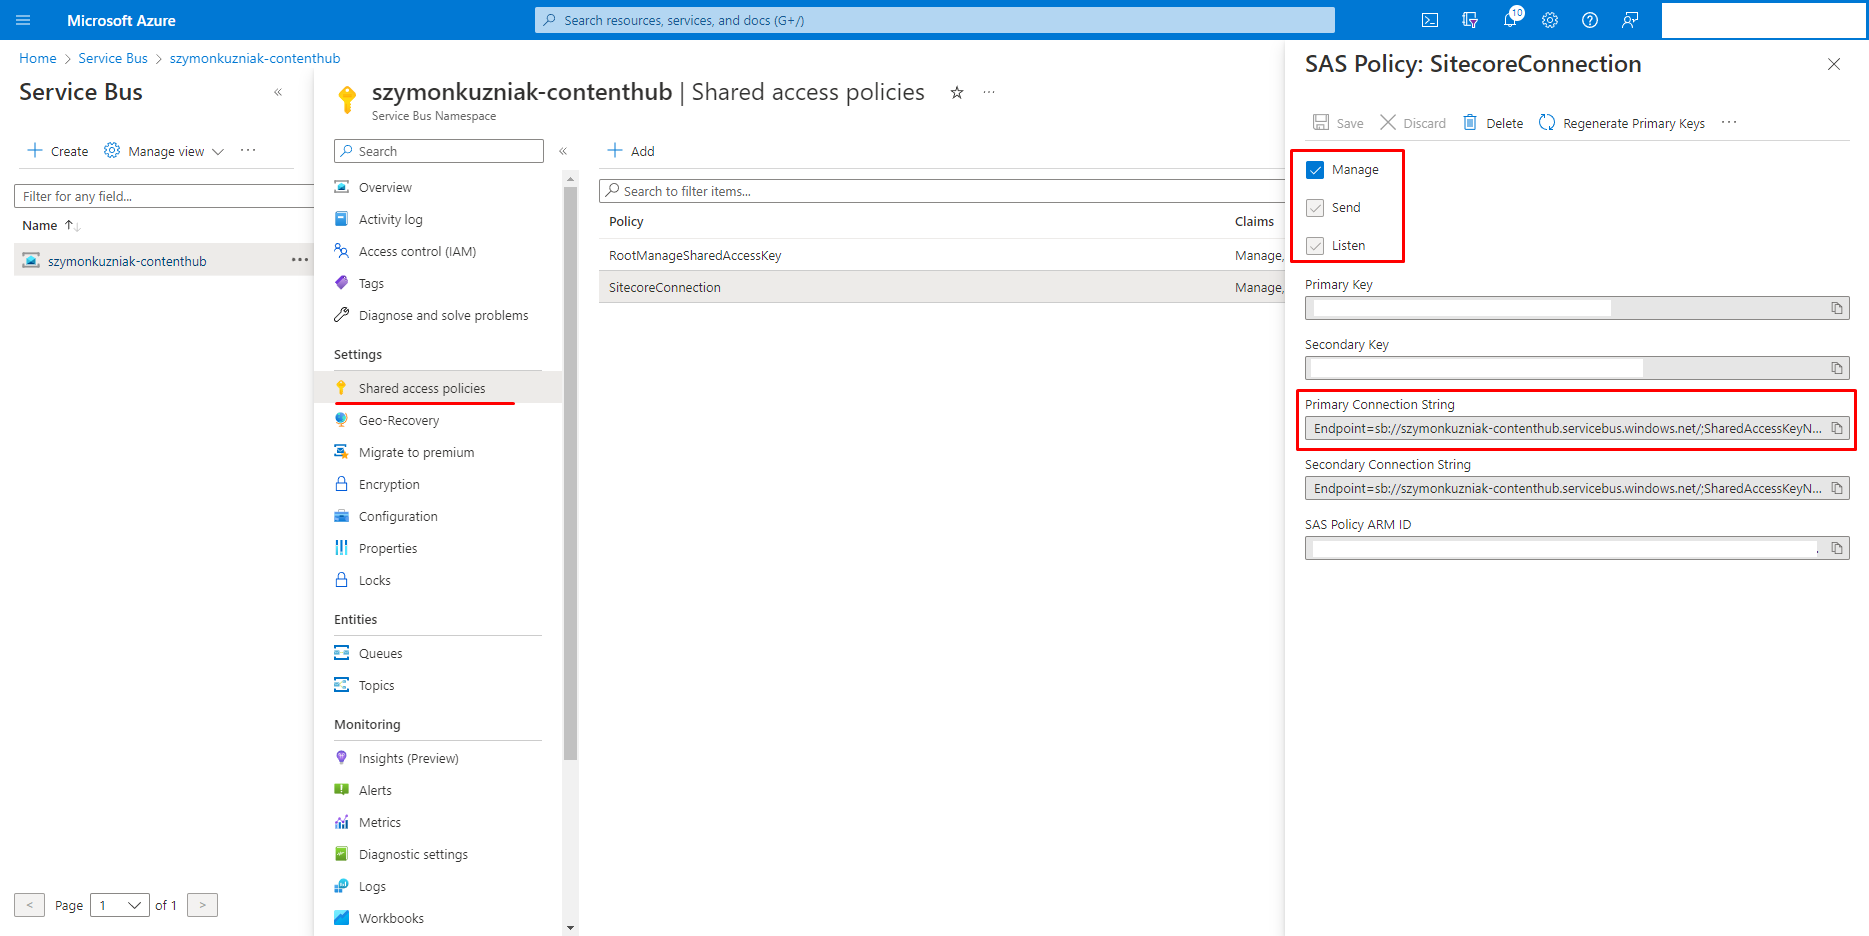 Microsoft Azure
Search resources, services, and docs (G+/)
10
Home > Service Bus > szymonkuzniak-contenthub
Service Bus
«
Create
Manage view
...
Filter for any field...
Name
szymonkuzniak-contenthub
...
< Page 1 of 1 >
szymonkuzniak-contenthub | Shared access policies
...
Service Bus Namespace
Search
«
Overview
Activity log
Access control (IAM)
Tags
Diagnose and solve problems
Settings
Shared access policies
Geo-Recovery
Migrate to premium
Encryption
Configuration
Properties
Locks
Entities
Queues
Topics
Monitoring
Insights (Preview)
Alerts
Metrics
Diagnostic settings
Logs
Workbooks
Add
Search to filter items...
Policy Claims
RootManageSharedAccessKey Manage,
SitecoreConnection Manage,
SAS Policy: SitecoreConnection
Save Discard Delete Regenerate Primary Keys ...
Manage
Send
Listen
Primary Key
Secondary Key
Primary Connection String
Endpoint=sb://szymonkuzniak-contenthub.servicebus.windows.net/;SharedAccessKeyN...
Secondary Connection String
Endpoint=sb://szymonkuzniak-contenthub.servicebus.windows.net/;SharedAccessKeyN...
SAS Policy ARM ID